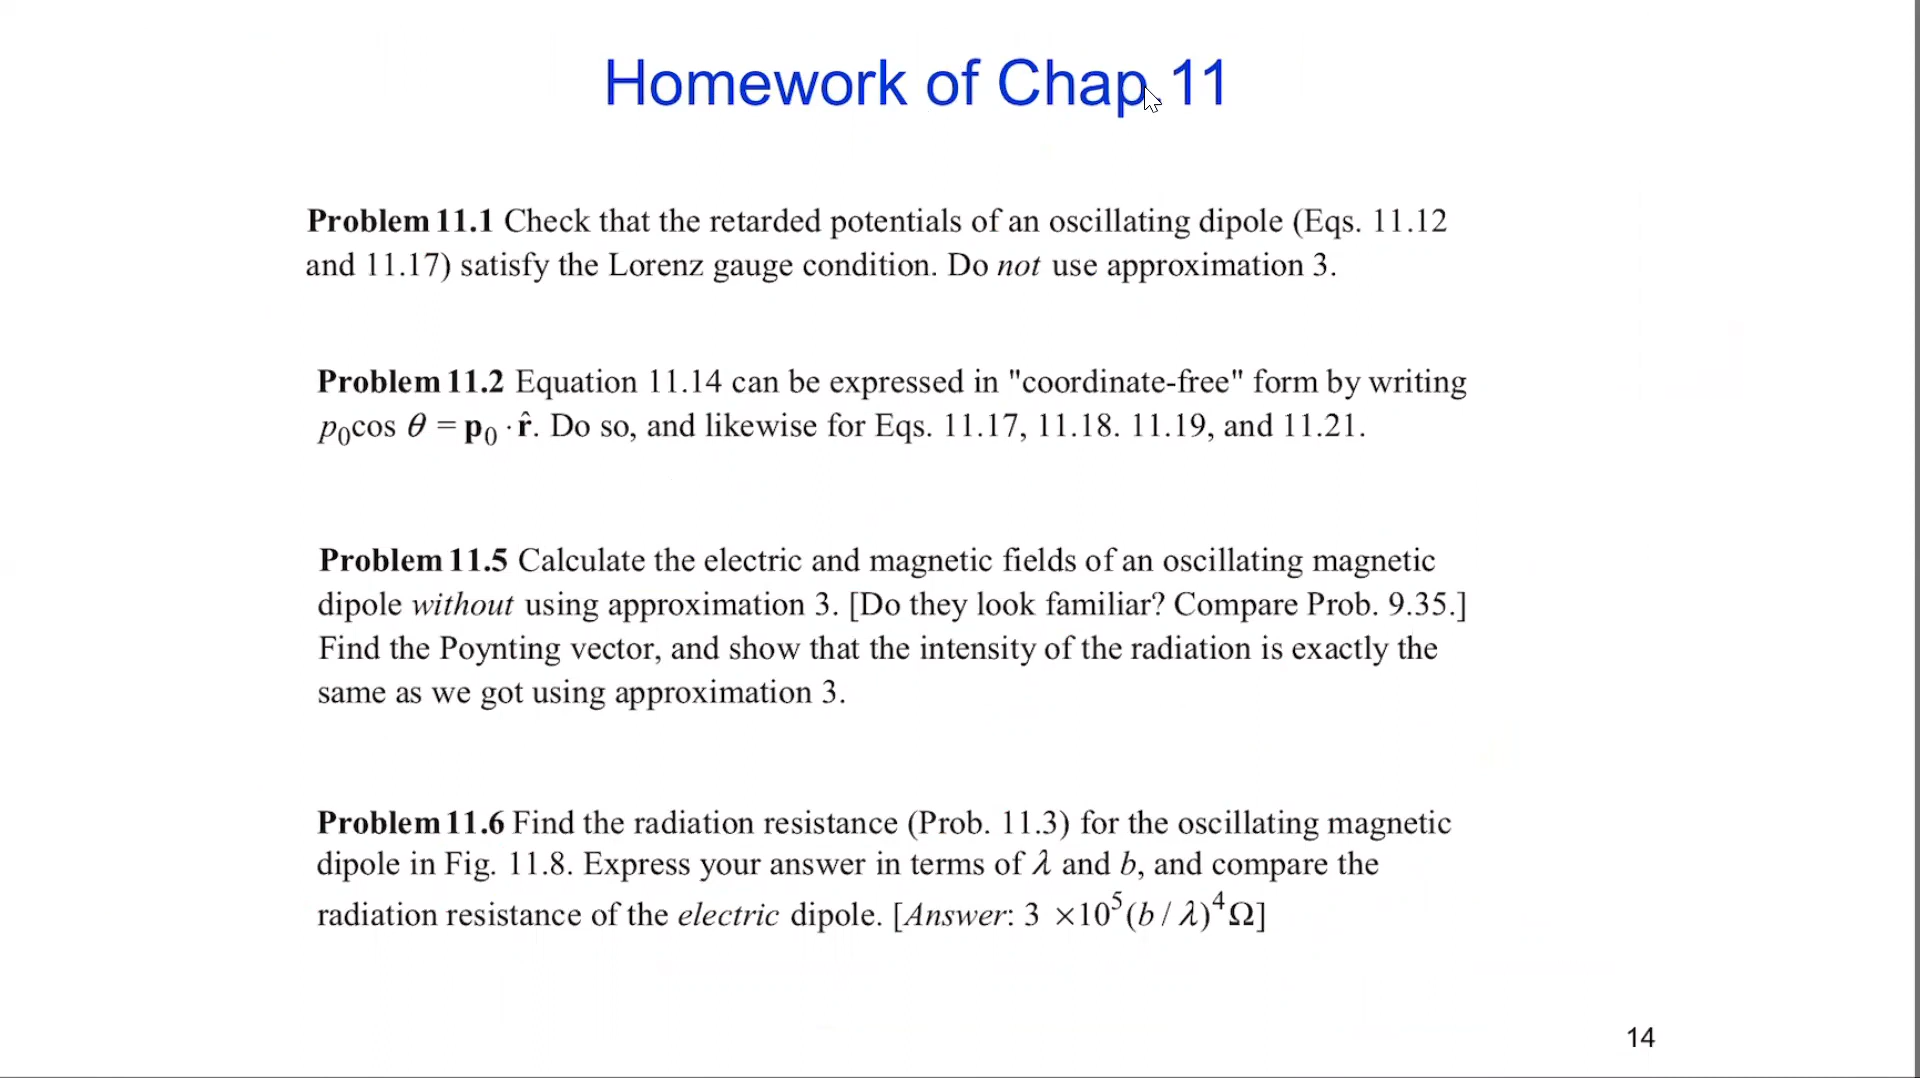 Homework of Chap 11
Problem 11.1 Check that the retarded potentials of an oscillating dipole (Eqs. 11.12
and 11.17) satisfy the Lorenz gauge condition. Do not use approximation 3.
Problem 11.2 Equation 11.14 can be expressed in "coordinate-free" form by writing
p₀cos θ = p₀ · r̂. Do so, and likewise for Eqs. 11.17, 11.18. 11.19, and 11.21.
Problem 11.5 Calculate the electric and magnetic fields of an oscillating magnetic
dipole without using approximation 3. [Do they look familiar? Compare Prob. 9.35.]
Find the Poynting vector, and show that the intensity of the radiation is exactly the
same as we got using approximation 3.
Problem 11.6 Find the radiation resistance (Prob. 11.3) for the oscillating magnetic
dipole in Fig. 11.8. Express your answer in terms of λ and b, and compare the
radiation resistance of the electric dipole. [Answer: 3 ×10⁵(b / λ)⁴Ω]
14